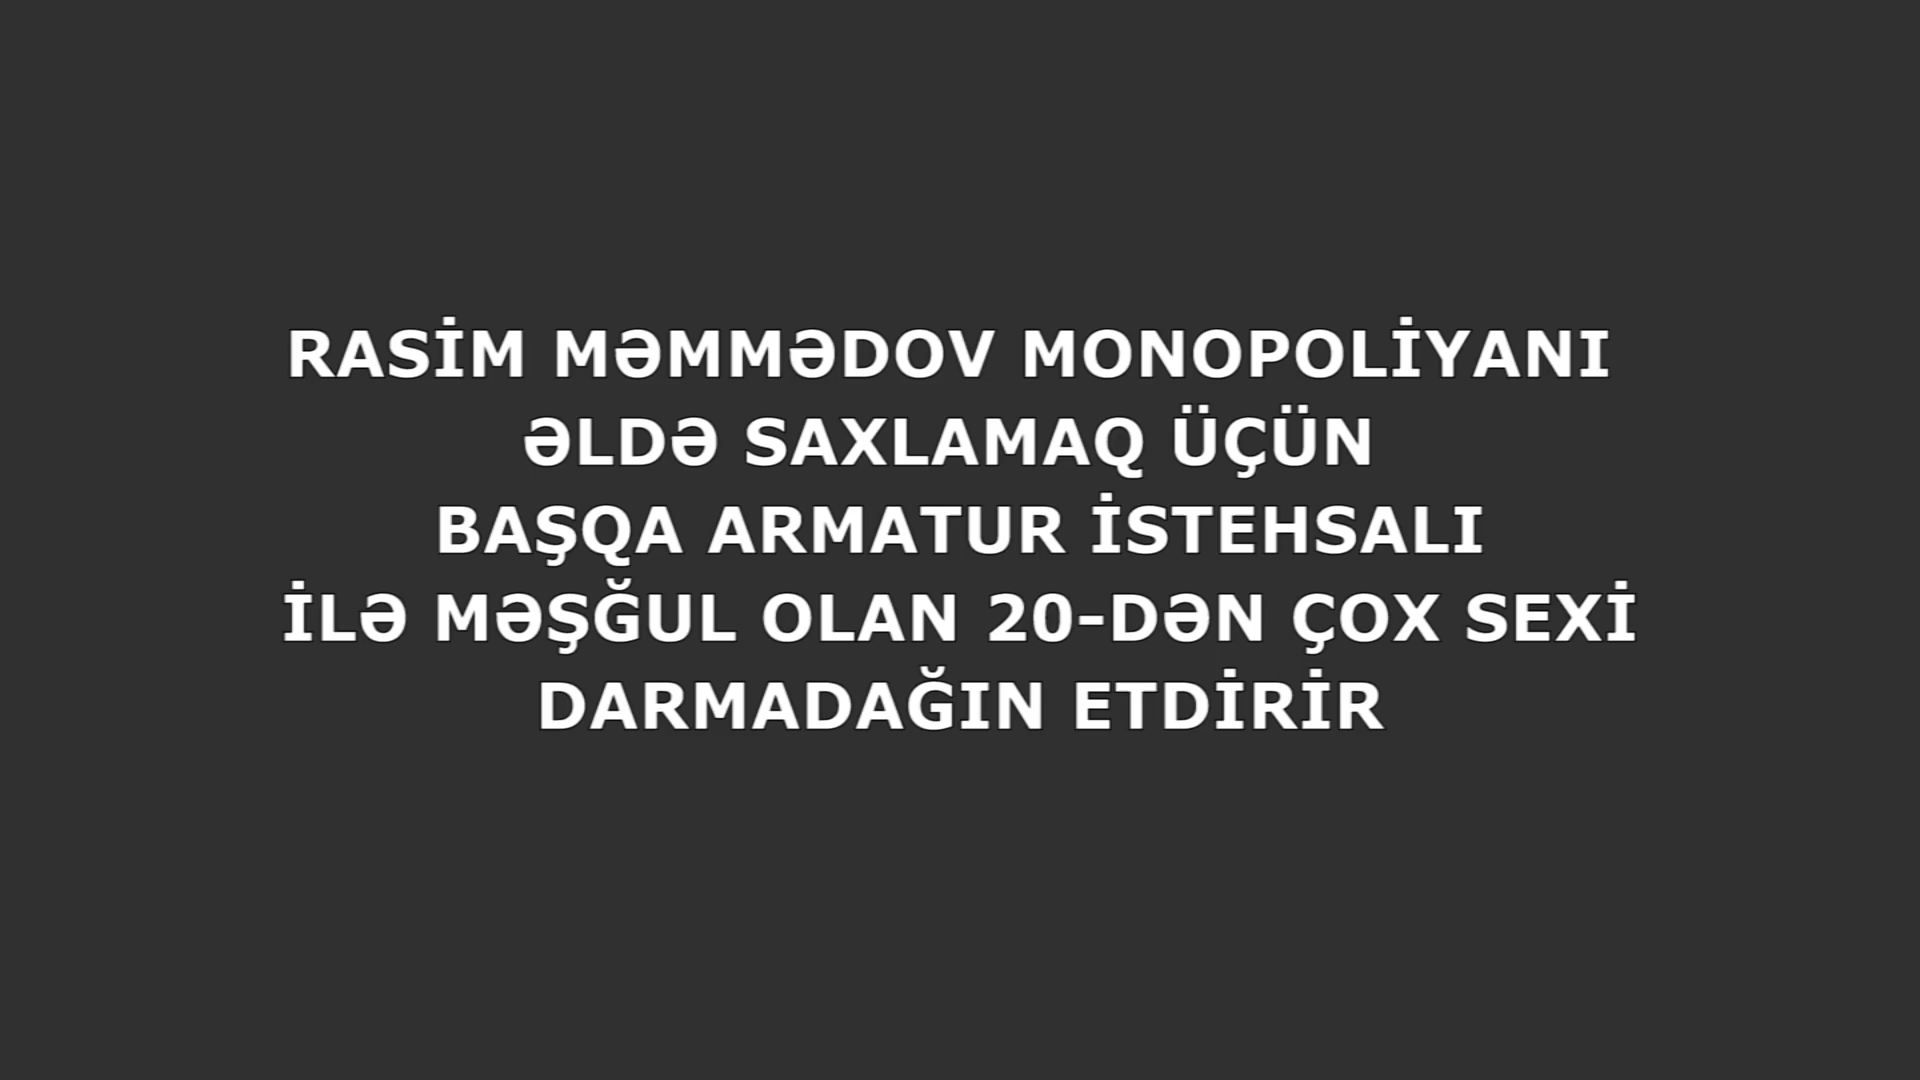 RASİM MƏMMƏDOV MONOPOLİYANI
ƏLDƏ SAXLAMAQ ÜÇÜN
BAŞQA ARMATUR İSTEHSALI
İLƏ MƏŞĞUL OLAN 20-DƏN ÇOX SEXİ
DARMADAĞIN ETDİRİR